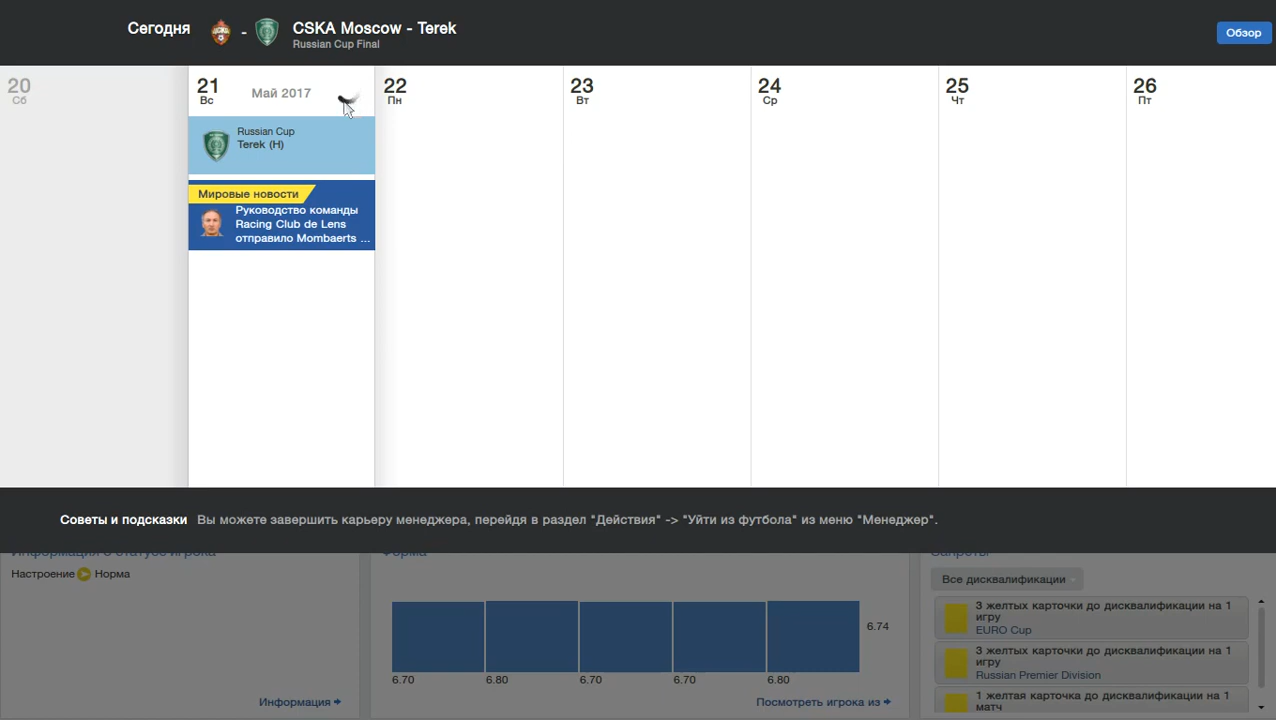 Сегодня
-
CSKA Moscow - Terek
Russian Cup Final
Обзор
20
Сб
21
Вс
Май 2017
22
Пн
23
Вт
24
Ср
25
Чт
26
Пт
Russian Cup
Terek (H)
Мировые новости
Руководство команды
Racing Club de Lens
отправило Mombaerts ...
Советы и подсказки Вы можете завершить карьеру менеджера, перейдя в раздел "Действия" -> "Уйти из футбола" из меню "Менеджер".
Информация о статусе игрока
Настроение Норма
Информация
Форма
6.74
6.70 6.80 6.70 6.70 6.80
Посмотреть игрока из
Запреты
Все дисквалификации
3 желтых карточки до дисквалификации на 1
игру
EURO Cup
3 желтых карточки до дисквалификации на 1
игру
Russian Premier Division
1 желтая карточка до дисквалификации на 1
матч